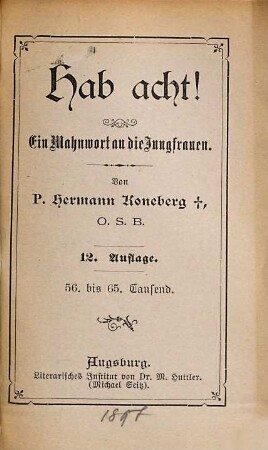 Hab acht!
Ein Mahnwort an die Jungfrauen.
Von
P. Hermann Koneberg †,
O. S. B.
12. Auflage.
56. bis 65. Tausend.
Augsburg.
Literarisches Institut von Dr. M. Huttler.
(Michael Seitz).